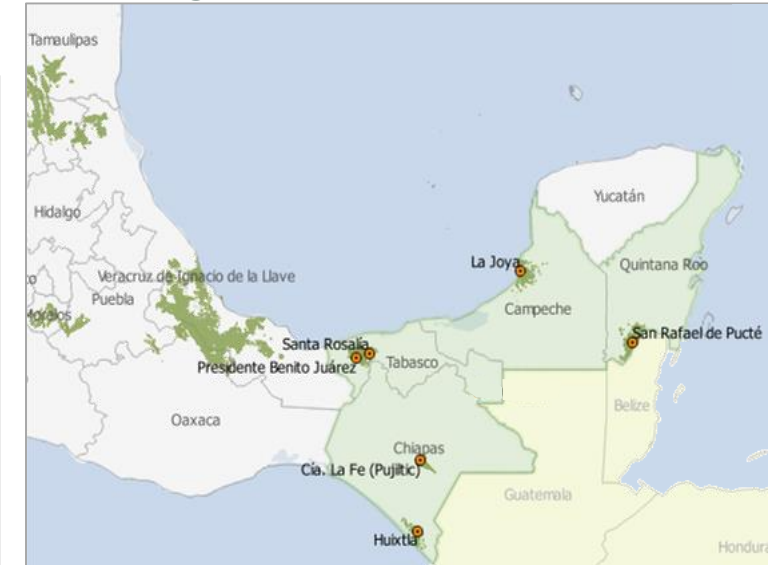 Tamaulipas
Hidalgo
Yucatán
La Joya
Quintana Roo
Veracruz de Ignacio de la Llave
Puebla
Morelos
Campeche
San Rafael de Pucté
Santa Rosalía
Presidente Benito Juárez
Tabasco
Belize
Oaxaca
Chiapas
Cía. La Fe (Pujiltic)
Guatemala
Huixtla
Hondura